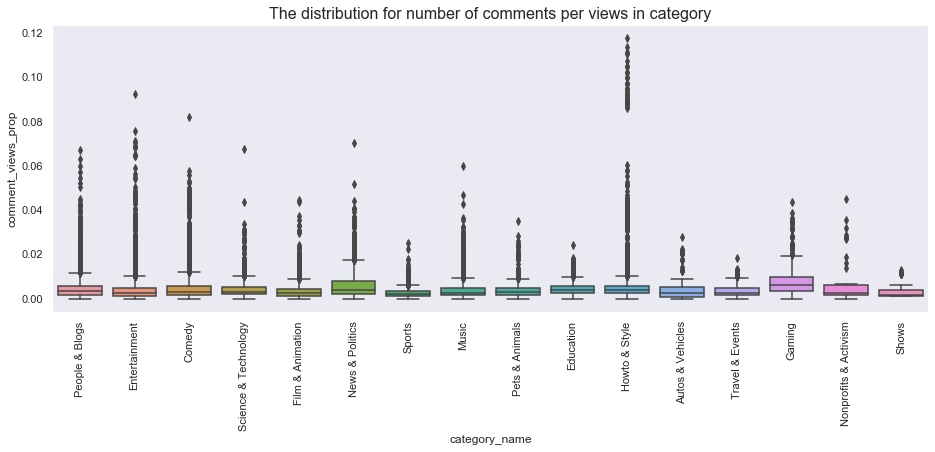 The distribution for number of comments per views in category
comment_views_prop
0.12
0.10
0.08
0.06
0.04
0.02
0.00
People & Blogs
Entertainment
Comedy
Science & Technology
Film & Animation
News & Politics
Sports
Music
Pets & Animals
Education
Howto & Style
Autos & Vehicles
Travel & Events
Gaming
Nonprofits & Activism
Shows
category_name